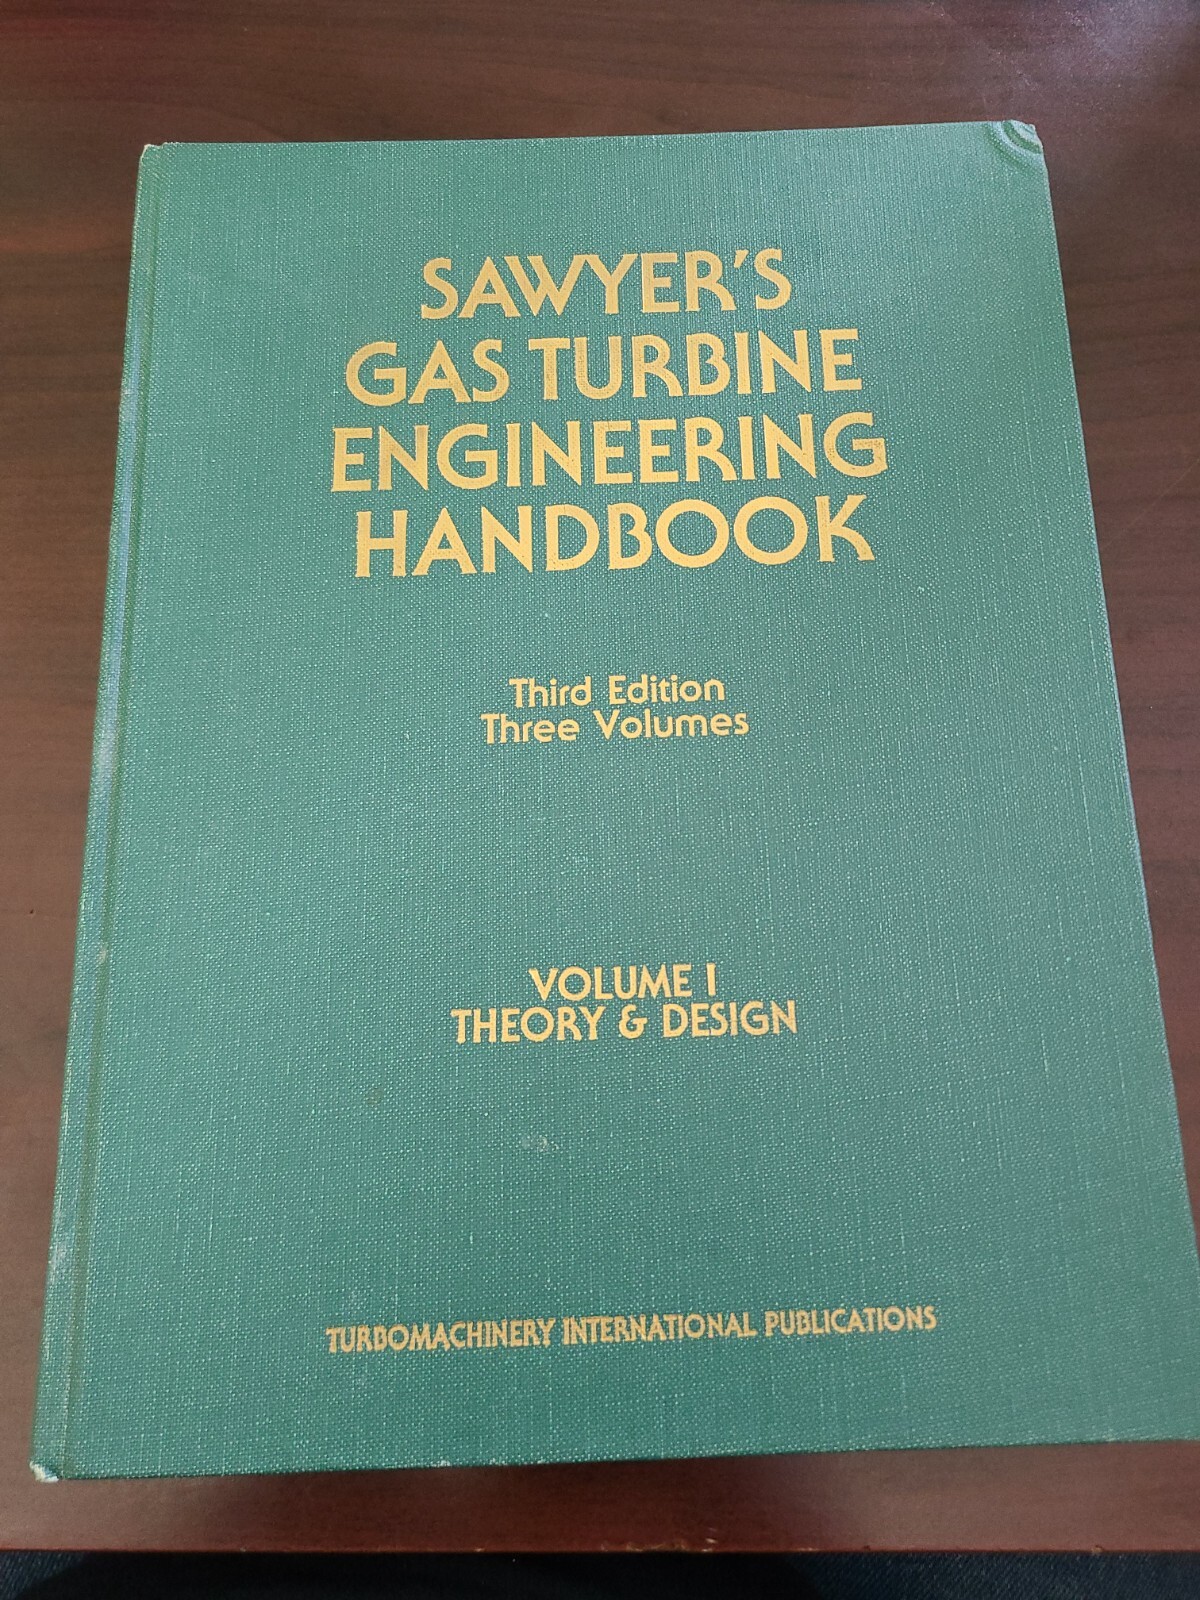 SAWYER'S
GAS TURBINE
ENGINEERING
HANDBOOK
Third Edition
Three Volumes
VOLUME I
THEORY & DESIGN
TURBOMACHINERY INTERNATIONAL PUBLICATIONS